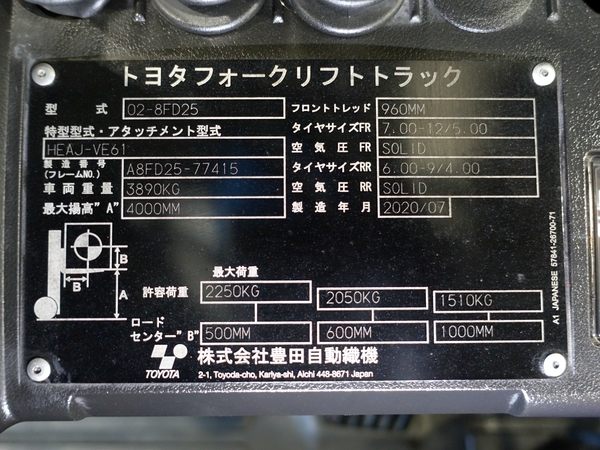 トヨタフォークリフトトラック
型 式 02-8FD25 フロントトレッド 960MM
特型型式・アタッチメント型式 タイヤサイズFR 7.00-12/5.00
HEAJ-VE61 空気圧FR SOLID
製造番号 (フレームNO.) A8FD25-77415 タイヤサイズRR 6.00-9/4.00
車両重量 3890KG 空気圧RR SOLID
最大揚高"A" 4000MM 製造年月 2020/07
B
B
A
最大荷重
許容荷重 2250KG 2050KG 1510KG
ロード
センター"B" 500MM 600MM 1000MM
TOYOTA 株式会社豊田自動織機
2-1, Toyoda-cho, Kariya-shi, Aichi 448-8671 Japan
A1 JAPANESE 57841-26700-71